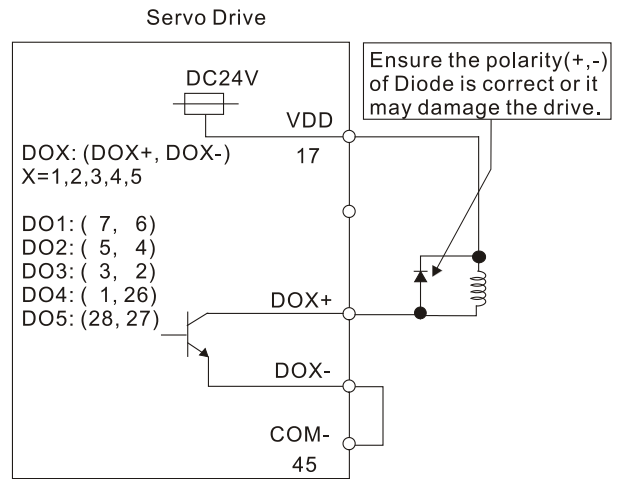 Servo Drive
Ensure the polarity(+,-)
of Diode is correct or it
may damage the drive.
DC24V
VDD
17
DOX: (DOX+, DOX-)
X=1,2,3,4,5
DO1: ( 7, 6)
DO2: ( 5, 4)
DO3: ( 3, 2)
DO4: ( 1, 26)
DO5: (28, 27)
DOX+
DOX-
COM-
45